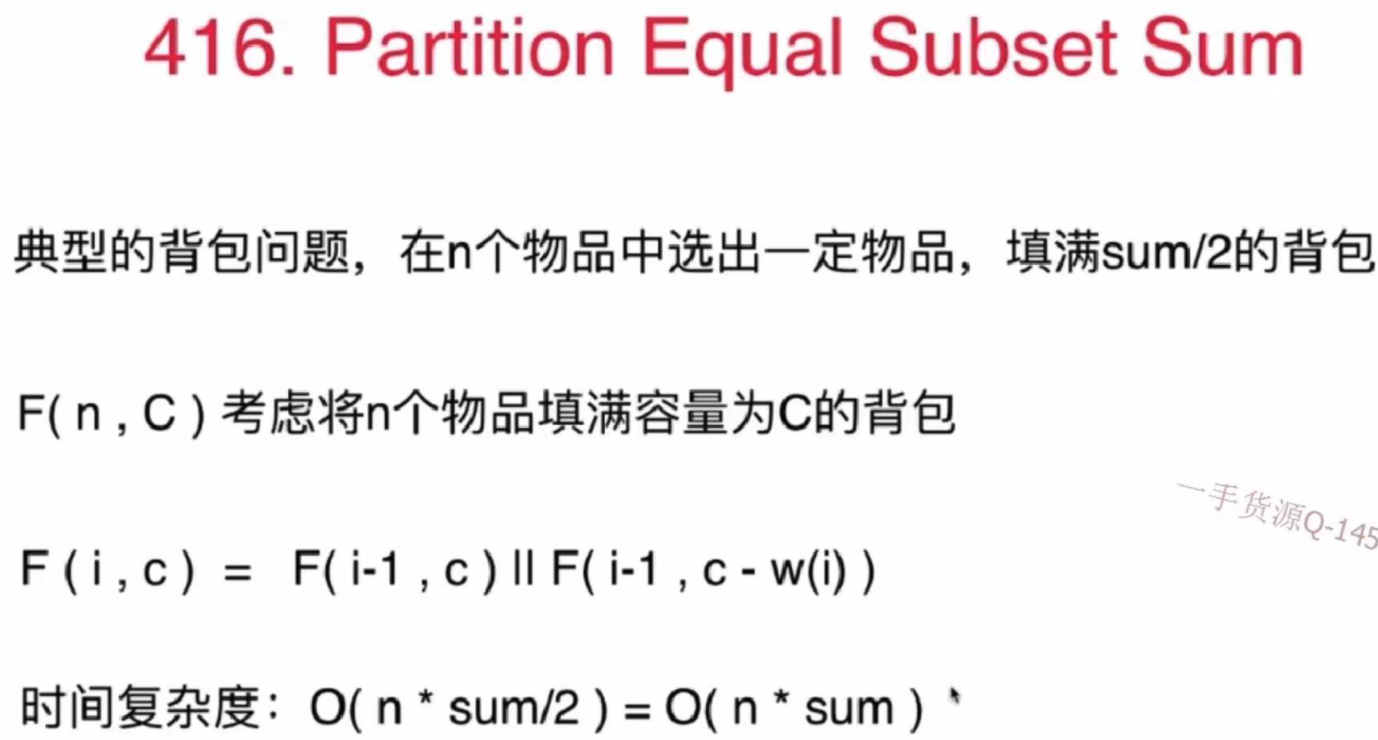 416. Partition Equal Subset Sum
典型的背包问题，在n个物品中选出一定物品，填满sum/2的背包
F( n , C ) 考虑将n个物品填满容量为C的背包
一手货源Q-145
F ( i , c ) = F( i-1 , c ) || F( i-1 , c - w(i) )
时间复杂度：O( n * sum/2 ) = O( n * sum )